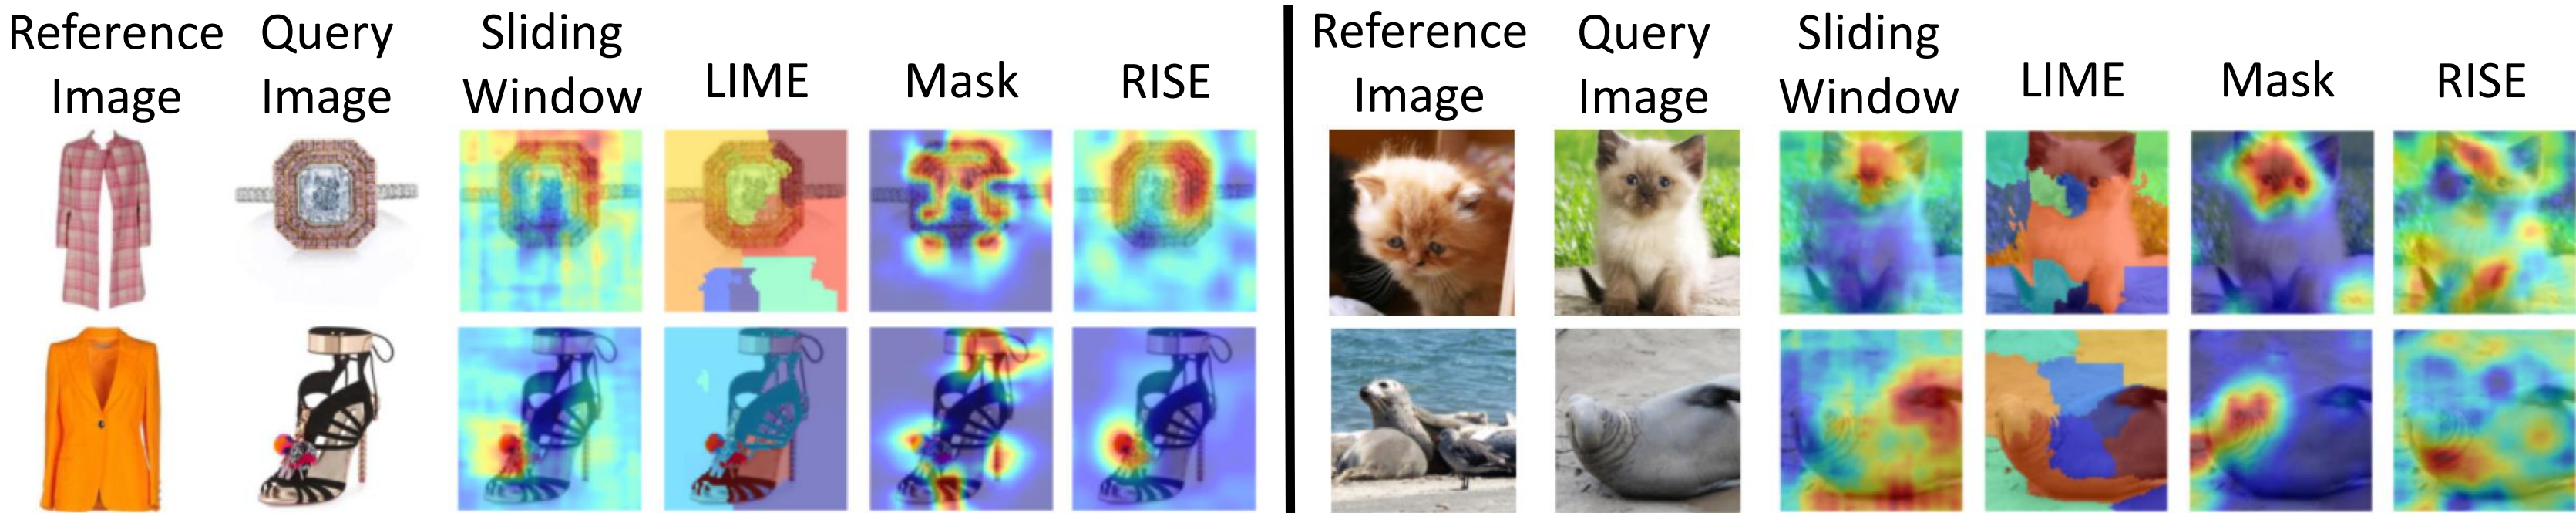 Reference Image
Query Image
Sliding Window
LIME
Mask
RISE
Reference Image
Query Image
Sliding Window
LIME
Mask
RISE